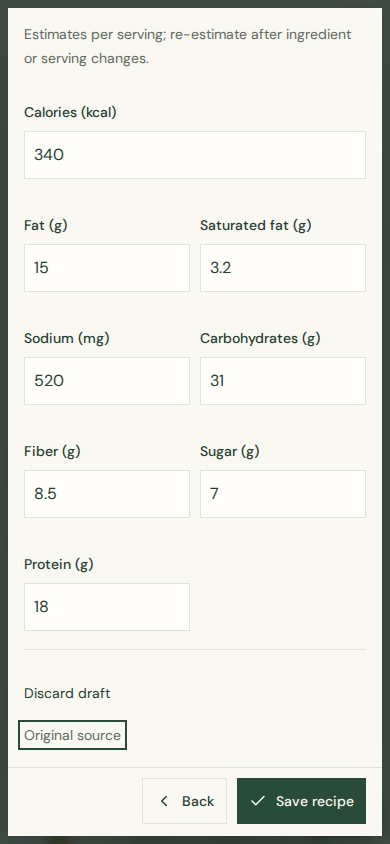 Estimates per serving; re-estimate after ingredient
or serving changes.
Calories (kcal)
340
Fat (g)
Saturated fat (g)
15
3.2
Sodium (mg)
Carbohydrates (g)
520
31
Fiber (g)
Sugar (g)
8.5
7
Protein (g)
18
Discard draft
Original source
Back
Save recipe